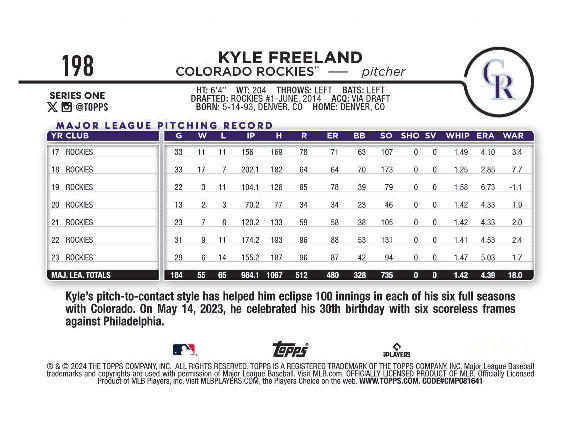 198
KYLE FREELAND
COLORADO ROCKIES™ — pitcher
SERIES ONE
@TOPPS
HT: 6'4" WT: 204 THROWS: LEFT BATS: LEFT
DRAFTED: ROCKIES #1-JUNE, 2014 ACQ: VIA DRAFT
BORN: 5-14-93, DENVER, CO HOME: DENVER, CO
CR
MAJOR LEAGUE PITCHING RECORD
YR CLUB G W L IP H R ER BB SO SHO SV WHIP ERA WAR
17 ROCKIES 33 11 11 156 169 78 71 63 107 0 0 1.49 4.10 3.4
18 ROCKIES 33 17 7 202.1 182 64 64 70 173 0 0 1.25 2.85 7.7
19 ROCKIES 22 3 11 104.1 126 85 78 39 79 0 0 1.58 6.73 -1.1
20 ROCKIES 13 2 3 70.2 77 34 34 23 46 0 0 1.42 4.33 1.9
21 ROCKIES 23 7 8 120.2 133 59 58 38 105 0 0 1.42 4.33 2.0
22 ROCKIES 31 9 11 174.2 193 96 88 53 131 0 0 1.41 4.53 2.4
23 ROCKIES 29 6 14 155.2 187 96 87 42 94 0 0 1.47 5.03 1.7
MAJ. LEA. TOTALS 184 55 65 984.1 1067 512 480 328 735 0 0 1.42 4.39 18.0
Kyle's pitch-to-contact style has helped him eclipse 100 innings in each of his six full seasons
with Colorado. On May 14, 2023, he celebrated his 30th birthday with six scoreless frames
against Philadelphia.
Topps
PLAYERS
® & © 2024 THE TOPPS COMPANY, INC. ALL RIGHTS RESERVED. TOPPS IS A REGISTERED TRADEMARK OF THE TOPPS COMPANY, INC. Major League Baseball
trademarks and copyrights are used with permission of Major League Baseball. Visit MLB.com. OFFICIALLY LICENSED PRODUCT OF MLB. Officially Licensed
Product of MLB Players, Inc. Visit MLBPLAYERS.COM, the Players Choice on the web. WWW.TOPPS.COM. CODE#CMP081641